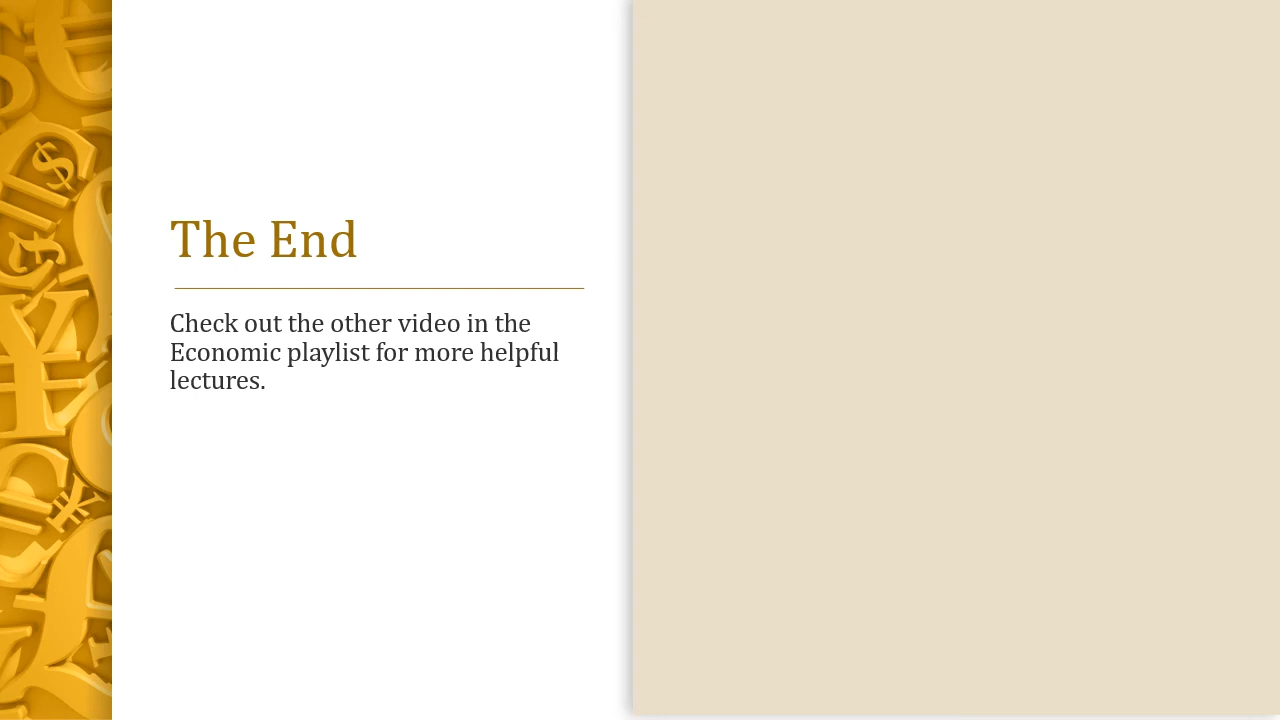 The End
Check out the other video in the
Economic playlist for more helpful
lectures.